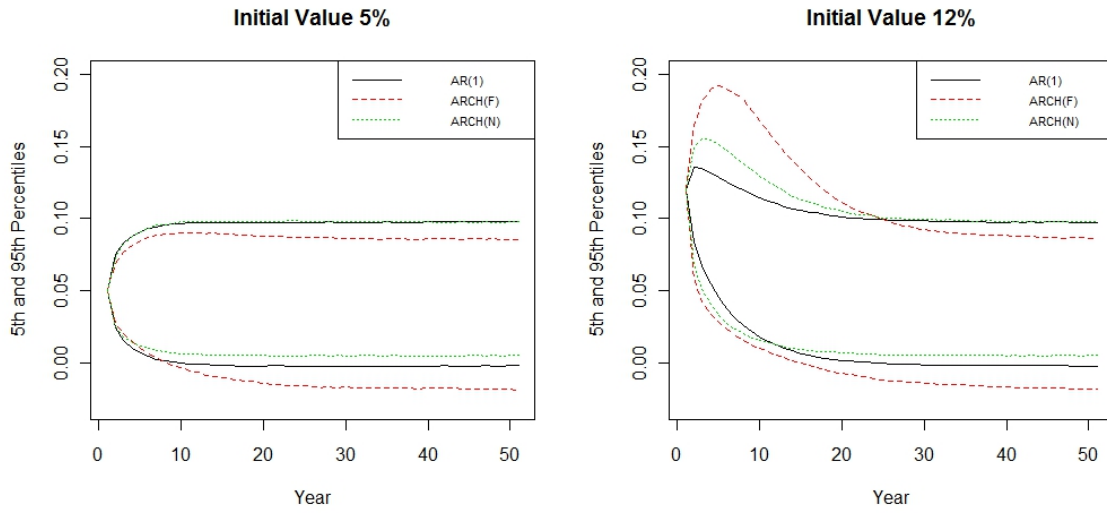 Initial Value 5%
5th and 95th Percentiles
0.20
0.15
0.10
0.05
0.00
AR(1)
ARCH(F)
ARCH(N)
0 10 20 30 40 50
Year
Initial Value 12%
5th and 95th Percentiles
0.20
0.15
0.10
0.05
0.00
AR(1)
ARCH(F)
ARCH(N)
0 10 20 30 40 50
Year